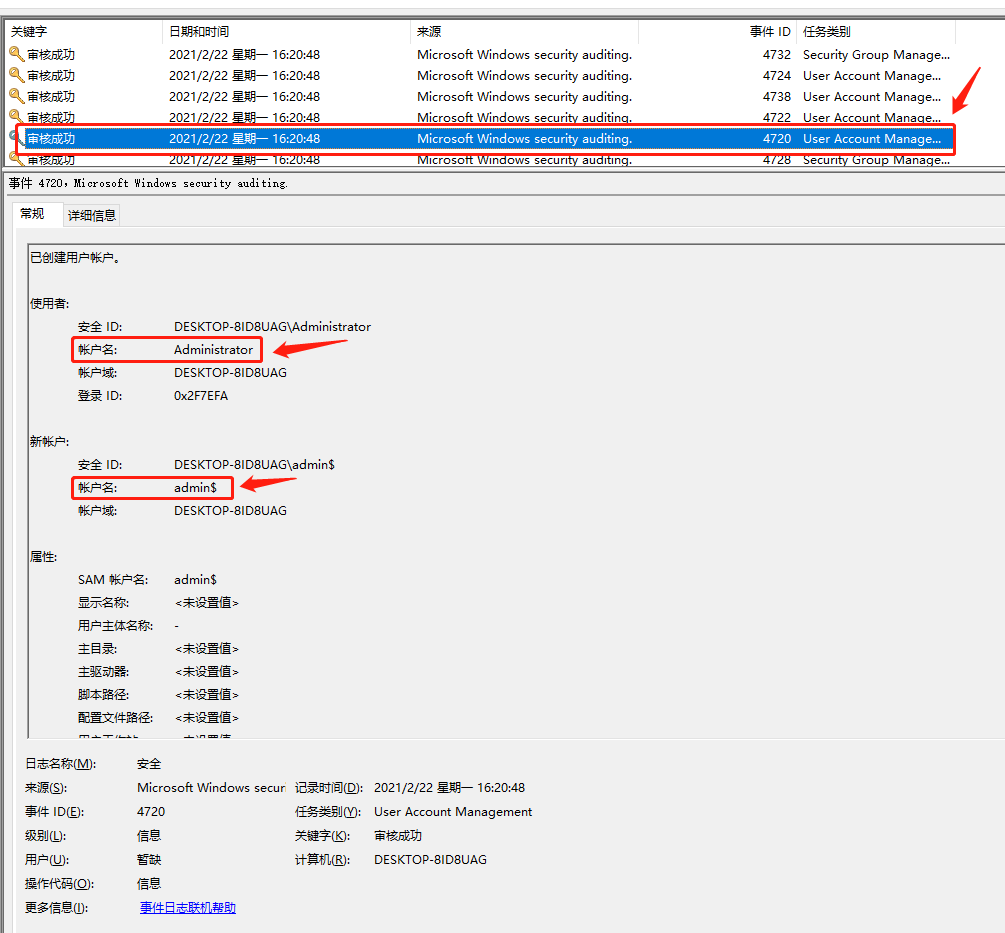 关键字 日期和时间 来源 事件 ID 任务类别
审核成功 2021/2/22 星期一 16:20:48 Microsoft Windows security auditing. 4732 Security Group Manage...
审核成功 2021/2/22 星期一 16:20:48 Microsoft Windows security auditing. 4724 User Account Manage...
审核成功 2021/2/22 星期一 16:20:48 Microsoft Windows security auditing. 4738 User Account Manage...
审核成功 2021/2/22 星期一 16:20:48 Microsoft Windows security auditing. 4722 User Account Manage...
审核成功 2021/2/22 星期一 16:20:48 Microsoft Windows security auditing. 4720 User Account Manage...
审核成功 2021/2/22 星期一 16:20:48 Microsoft Windows security auditing. 4728 Security Group Manage...
事件 4720，Microsoft Windows security auditing.
常规 详细信息
已创建用户帐户。
使用者:
安全 ID: DESKTOP-8ID8UAG\Administrator
帐户名: Administrator
帐户域: DESKTOP-8ID8UAG
登录 ID: 0x2F7EFA
新帐户:
安全 ID: DESKTOP-8ID8UAG\admin$
帐户名: admin$
帐户域: DESKTOP-8ID8UAG
属性:
SAM 帐户名: admin$
显示名称: <未设置值>
用户主体名称: -
主目录: <未设置值>
主驱动器: <未设置值>
脚本路径: <未设置值>
配置文件路径: <未设置值>
日志名称(M): 安全
来源(S): Microsoft Windows secur 记录时间(D): 2021/2/22 星期一 16:20:48
事件 ID(E): 4720 任务类别(Y): User Account Management
级别(L): 信息 关键字(K): 审核成功
用户(U): 暂缺 计算机(R): DESKTOP-8ID8UAG
操作代码(O): 信息
更多信息(I): 事件日志联机帮助